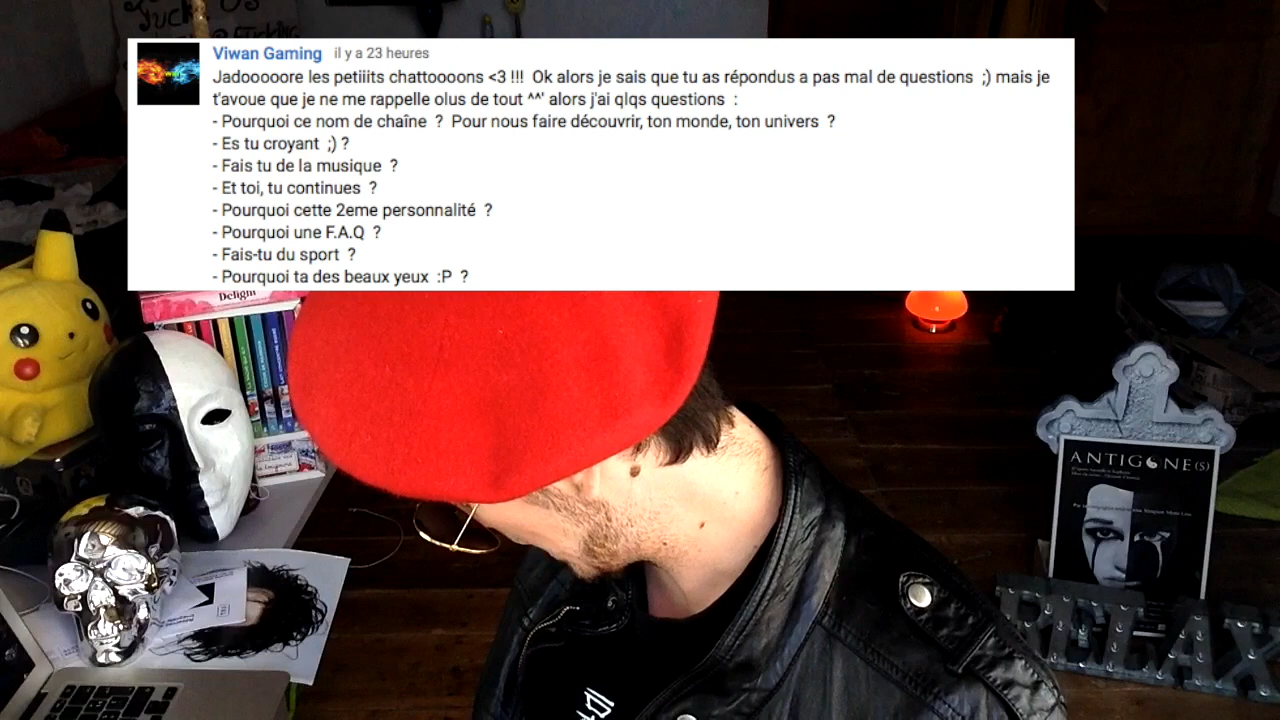 Viwan Gaming il y a 23 heures
Jadooooore les petiiits chattoooons <3 !!! Ok alors je sais que tu as répondus a pas mal de questions ;) mais je
t'avoue que je ne me rappelle olus de tout ^^' alors j'ai qlqs questions :
- Pourquoi ce nom de chaîne ? Pour nous faire découvrir, ton monde, ton univers ?
- Es tu croyant ;) ?
- Fais tu de la musique ?
- Et toi, tu continues ?
- Pourquoi cette 2eme personnalité ?
- Pourquoi une F.A.Q ?
- Fais-tu du sport ?
- Pourquoi ta des beaux yeux :P ?
Delight
ANTIGONE(S)
RELAX